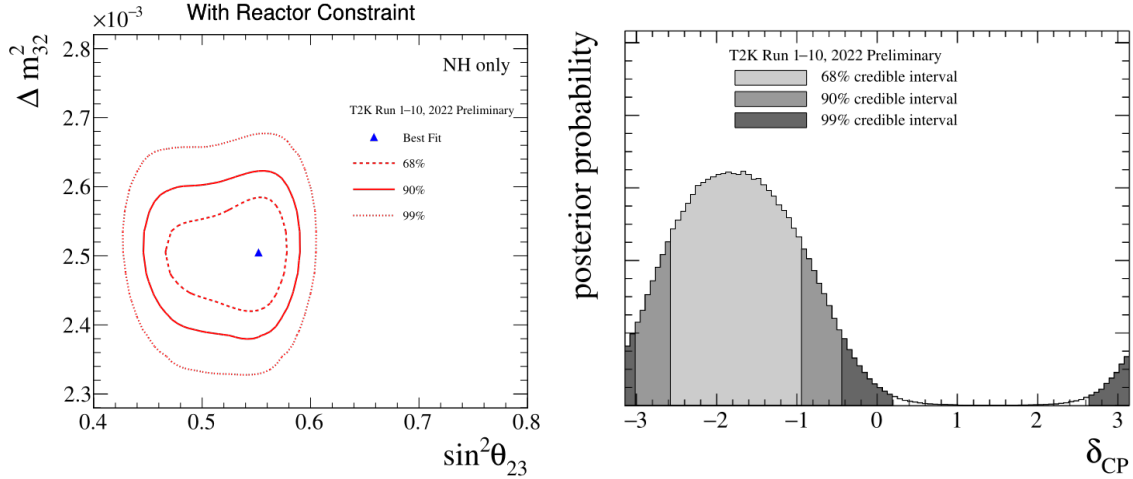 With Reactor Constraint
×10⁻³
Δ m²₃₂
2.8
2.7
2.6
2.5
2.4
2.3
NH only
T2K Run 1–10, 2022 Preliminary
Best Fit
68%
90%
99%
0.4 0.5 0.6 0.7 0.8
sin²θ₂₃
posterior probability
T2K Run 1–10, 2022 Preliminary
68% credible interval
90% credible interval
99% credible interval
−3 −2 −1 0 1 2 3
δCP